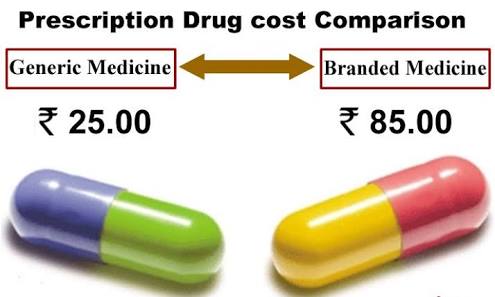 Prescription Drug cost Comparison
Generic Medicine
Branded Medicine
₹ 25.00
₹ 85.00